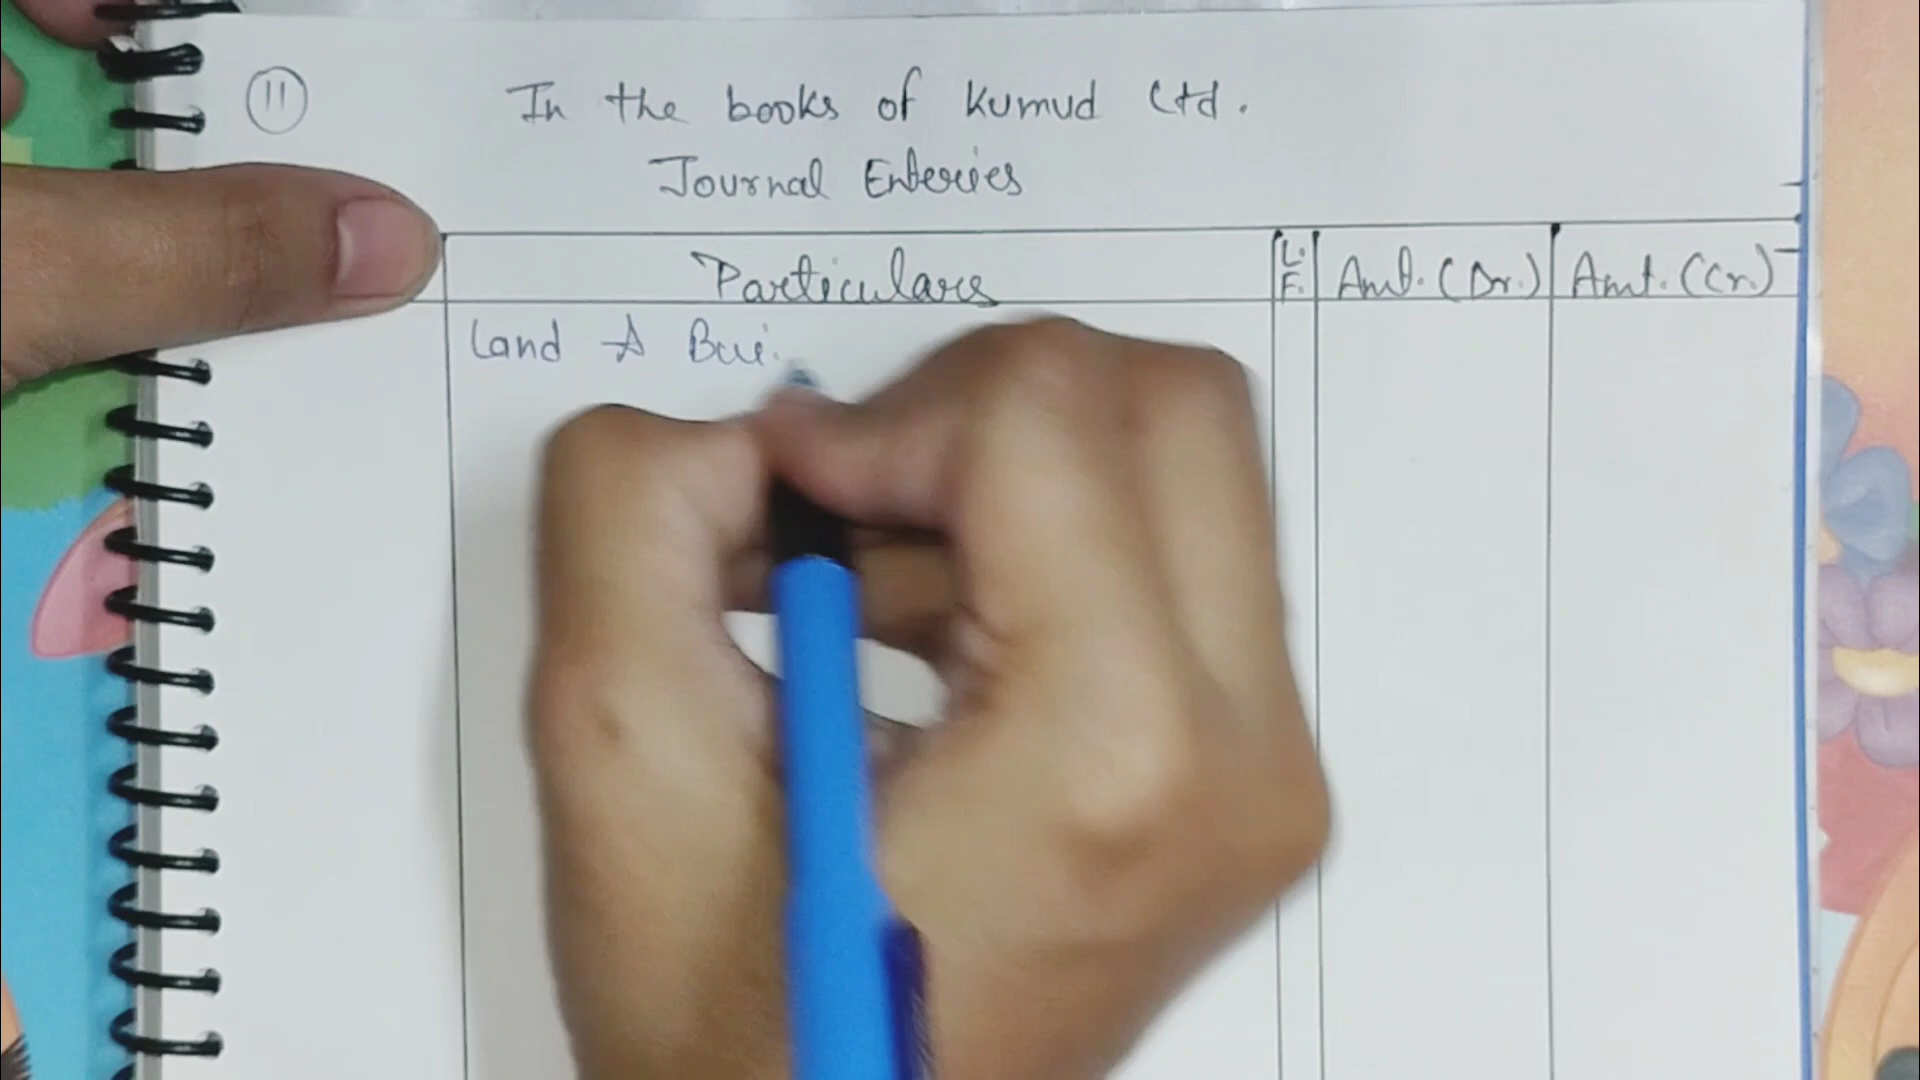 11
In the books of Kumud Ltd.
Journal Enteries
Particulars L.F. Amt. (Dr.) Amt. (Cr.)
Land & Bui